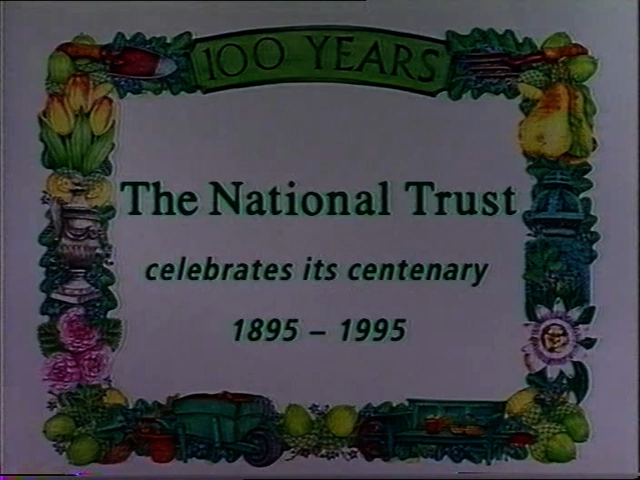 100 YEARS
The National Trust
celebrates its centenary
1895 – 1995